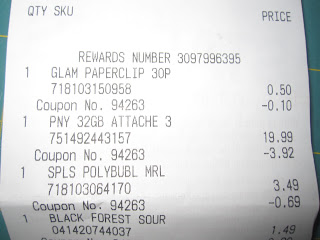 QTY SKU PRICE
REWARDS NUMBER 3097996395
1 GLAM PAPERCLIP 30P
718103150958 0.50
Coupon No. 94263 -0.10
1 PNY 32GB ATTACHE 3
751492443157 19.99
Coupon No. 94263 -3.92
1 SPLS POLYBUBL MRL
718103064170 3.49
Coupon No. 94263 -0.69
1 BLACK FOREST SOUR
041420744037 1.49